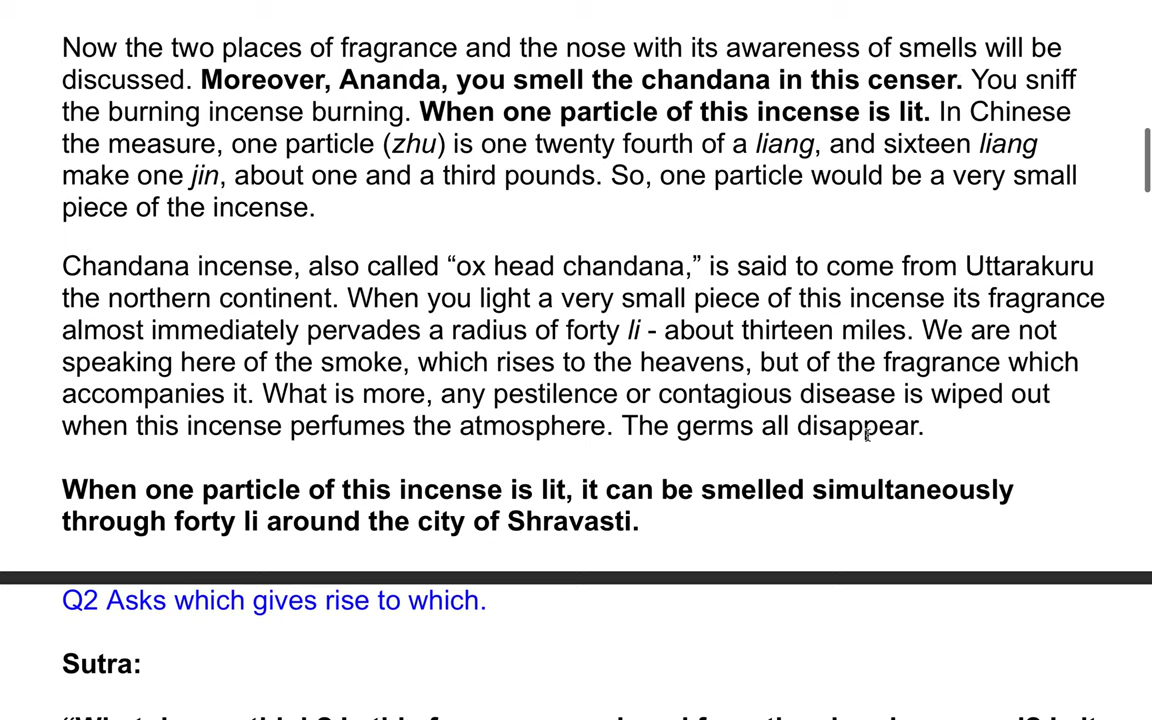 Now the two places of fragrance and the nose with its awareness of smells will be
discussed. Moreover, Ananda, you smell the chandana in this censer. You sniff
the burning incense burning. When one particle of this incense is lit. In Chinese
the measure, one particle (zhu) is one twenty fourth of a liang, and sixteen liang
make one jin, about one and a third pounds. So, one particle would be a very small
piece of the incense.
Chandana incense, also called “ox head chandana,” is said to come from Uttarakuru
the northern continent. When you light a very small piece of this incense its fragrance
almost immediately pervades a radius of forty li - about thirteen miles. We are not
speaking here of the smoke, which rises to the heavens, but of the fragrance which
accompanies it. What is more, any pestilence or contagious disease is wiped out
when this incense perfumes the atmosphere. The germs all disappear.
When one particle of this incense is lit, it can be smelled simultaneously
through forty li around the city of Shravasti.
Q2 Asks which gives rise to which.
Sutra: